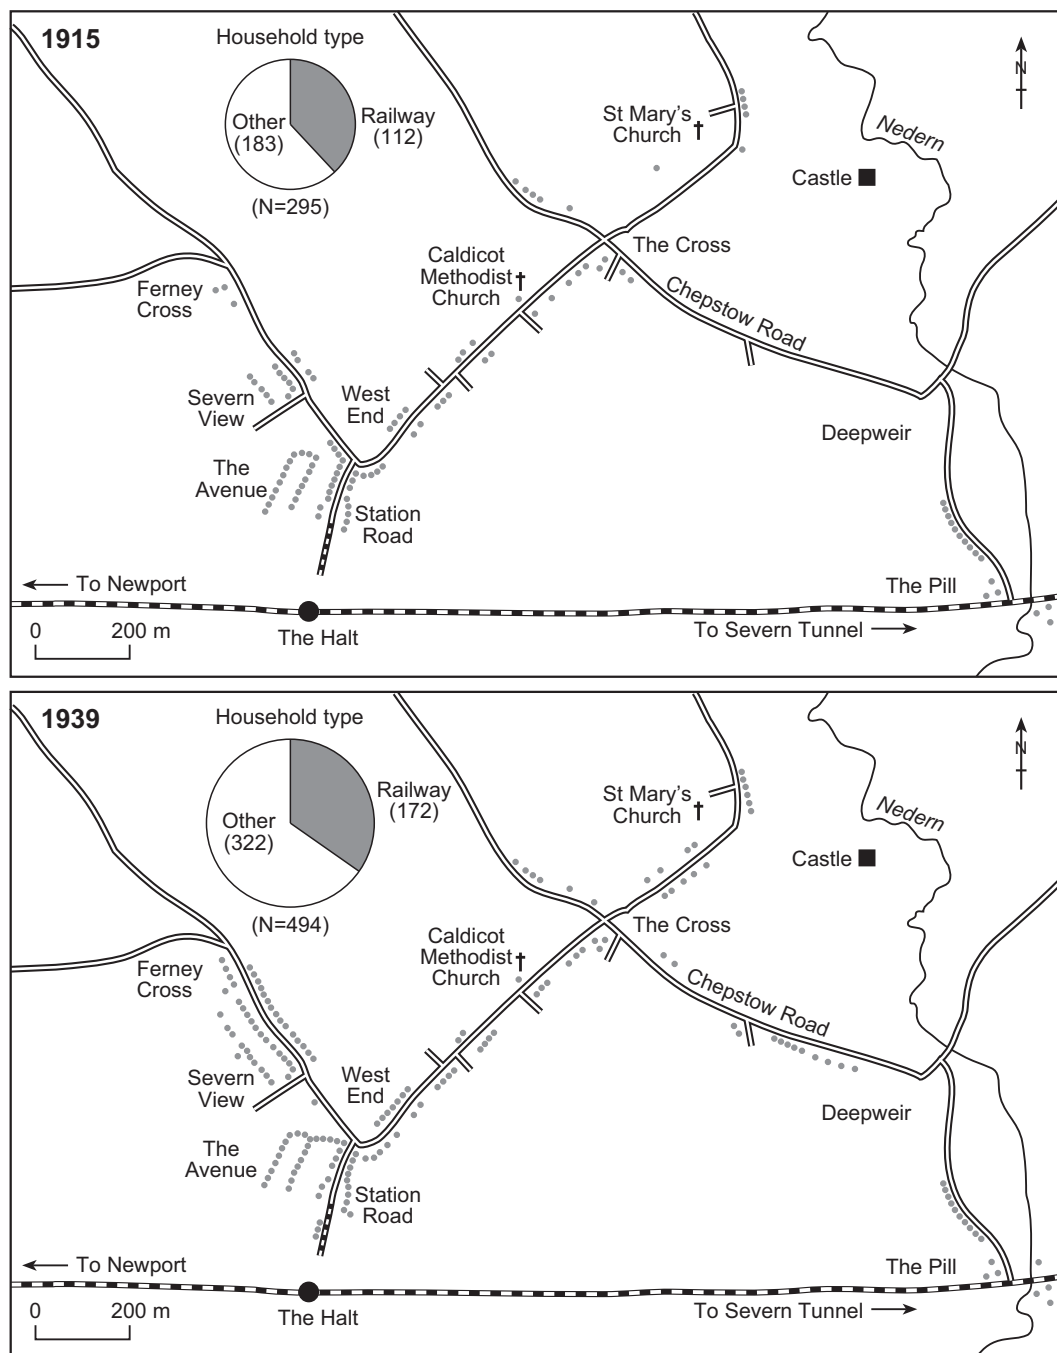 1915
Household type
Other
(183)
Railway
(112)
(N=295)
St Mary's
Church
Nedern
N
Castle
The Cross
Caldicot
Methodist
Church
Chepstow Road
Ferney
Cross
Severn
View
West
End
Deepweir
The
Avenue
Station
Road
To Newport
The Pill
0 200 m
The Halt
To Severn Tunnel
1939
Household type
Other
(322)
Railway
(172)
(N=494)
St Mary's
Church
Nedern
N
Castle
The Cross
Caldicot
Methodist
Church
Chepstow Road
Ferney
Cross
Severn
View
West
End
Deepweir
The
Avenue
Station
Road
To Newport
The Pill
0 200 m
The Halt
To Severn Tunnel